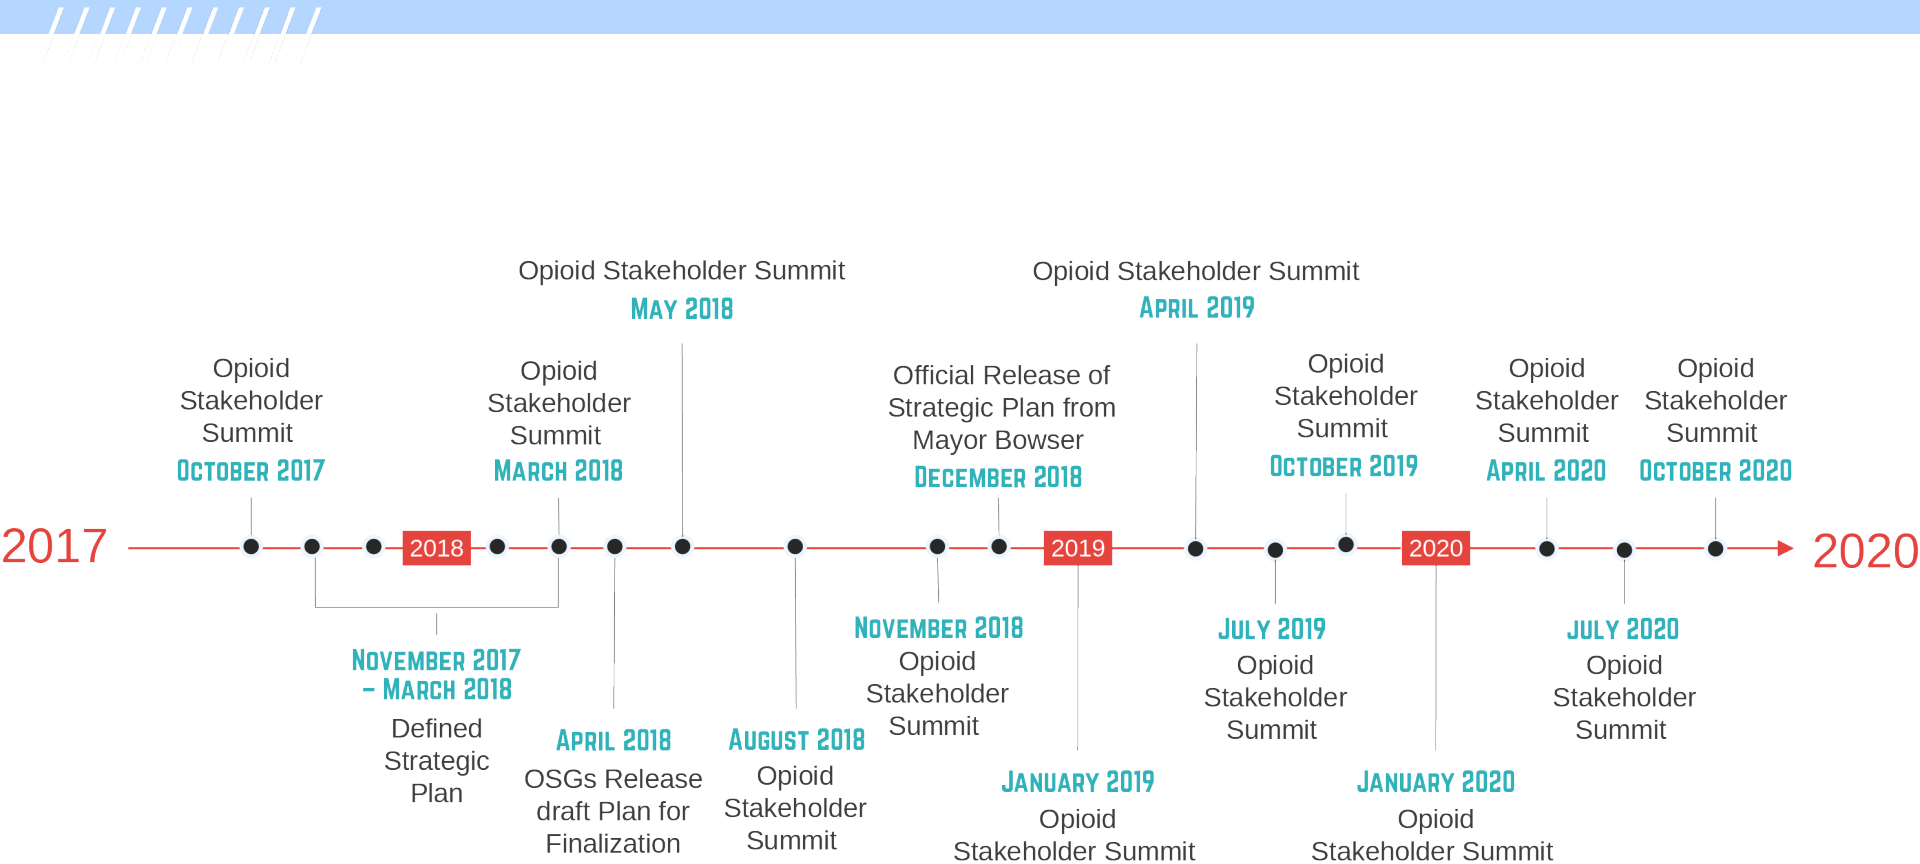 Opioid Stakeholder Summit
MAY 2018
Opioid Stakeholder Summit
APRIL 2019
Opioid
Stakeholder
Summit
OCTOBER 2017
Opioid
Stakeholder
Summit
MARCH 2018
Official Release of
Strategic Plan from
Mayor Bowser
DECEMBER 2018
Opioid
Stakeholder
Summit
OCTOBER 2019
Opioid
Stakeholder
Summit
APRIL 2020
Opioid
Stakeholder
Summit
OCTOBER 2020
2017
2018
2019
2020
2020
NOVEMBER 2017
– MARCH 2018
Defined
Strategic
Plan
APRIL 2018
OSGs Release
draft Plan for
Finalization
AUGUST 2018
Opioid
Stakeholder
Summit
NOVEMBER 2018
Opioid
Stakeholder
Summit
JANUARY 2019
Opioid
Stakeholder Summit
JULY 2019
Opioid
Stakeholder
Summit
JANUARY 2020
Opioid
Stakeholder Summit
JULY 2020
Opioid
Stakeholder
Summit